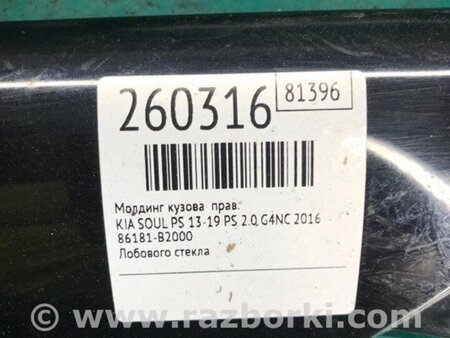 260316
81396
Молдинг кузова прав.
KIA SOUL PS 13-19 PS 2.0 G4NC 2016
86181-B2000
Лобового стекла
© www.razborki.com